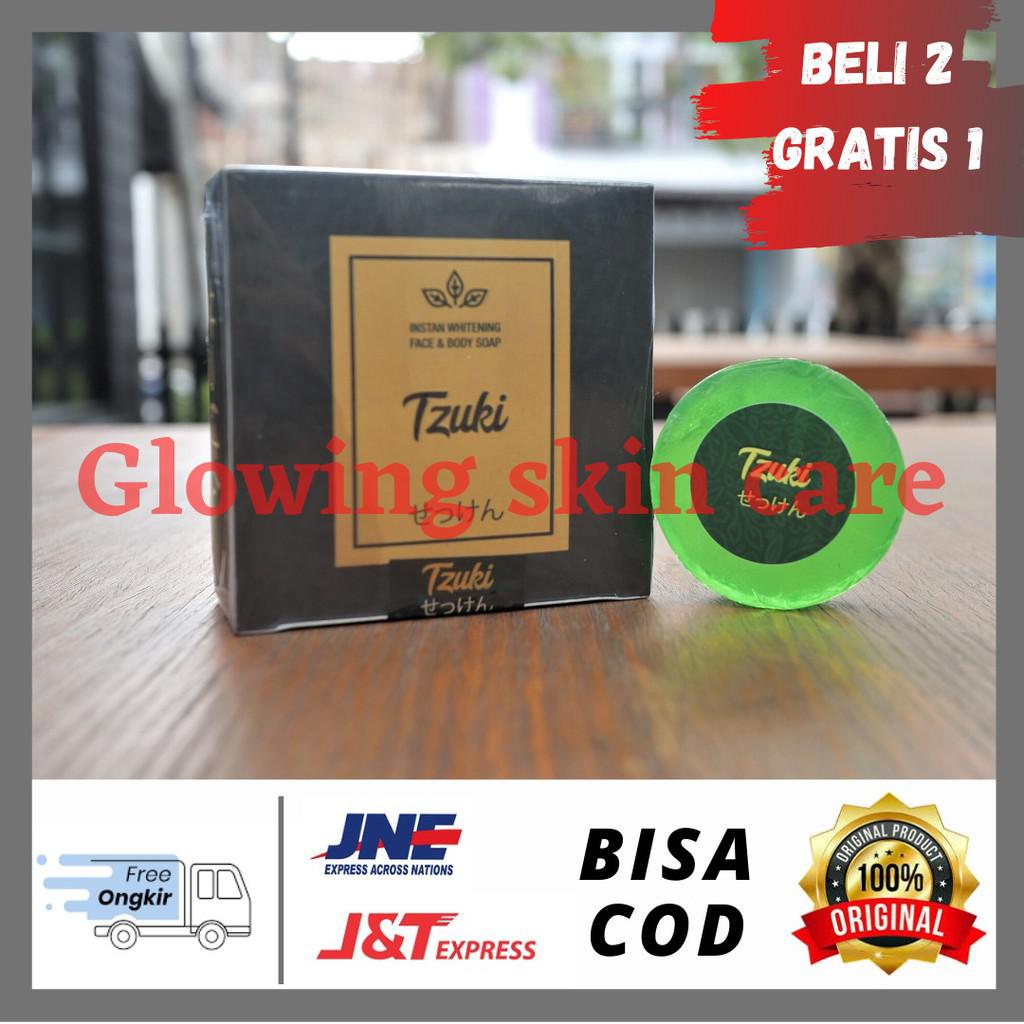 BELI 2
GRATIS 1
INSTAN WHITENING
FACE & BODY SOAP
Tzuki
せっけん
Tzuki
せっけん
Tzuki
せっけん
Glowing skin care
Free
Ongkir
JNE
EXPRESS ACROSS NATIONS
J&T EXPRESS
BISA
COD
ORIGINAL PRODUCT
100%
ORIGINAL